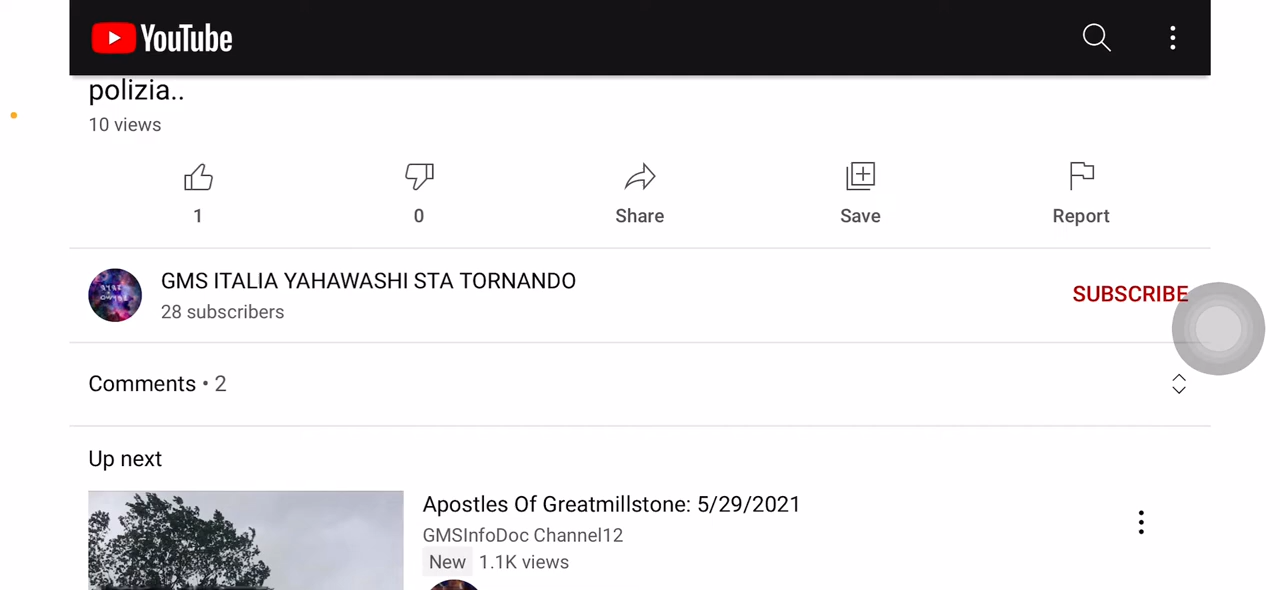 YouTube
polizia..
10 views
1
0
Share
Save
Report
GMS ITALIA YAHAWASHI STA TORNANDO
28 subscribers
SUBSCRIBE
Comments • 2
Up next
Apostles Of Greatmillstone: 5/29/2021
GMSInfoDoc Channel12
New 1.1K views